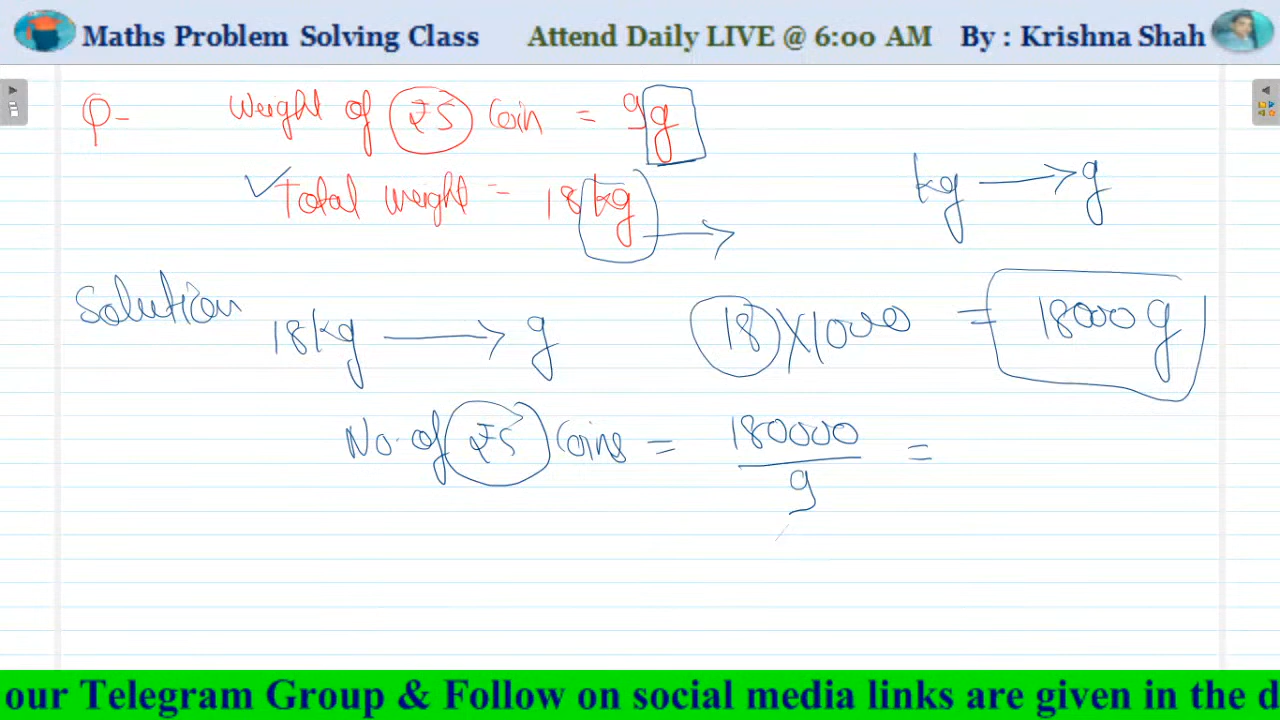 Maths Problem Solving Class Attend Daily LIVE @ 6:00 AM By : Krishna Shah
Q- Weight of ₹5 Coin = 9g
Total weight = 18kg
kg → g
Solution 18kg → g 18 X 1000 = 18000 g
No. of ₹5 Coins = 180000 =
9
our Telegram Group & Follow on social media links are given in the d